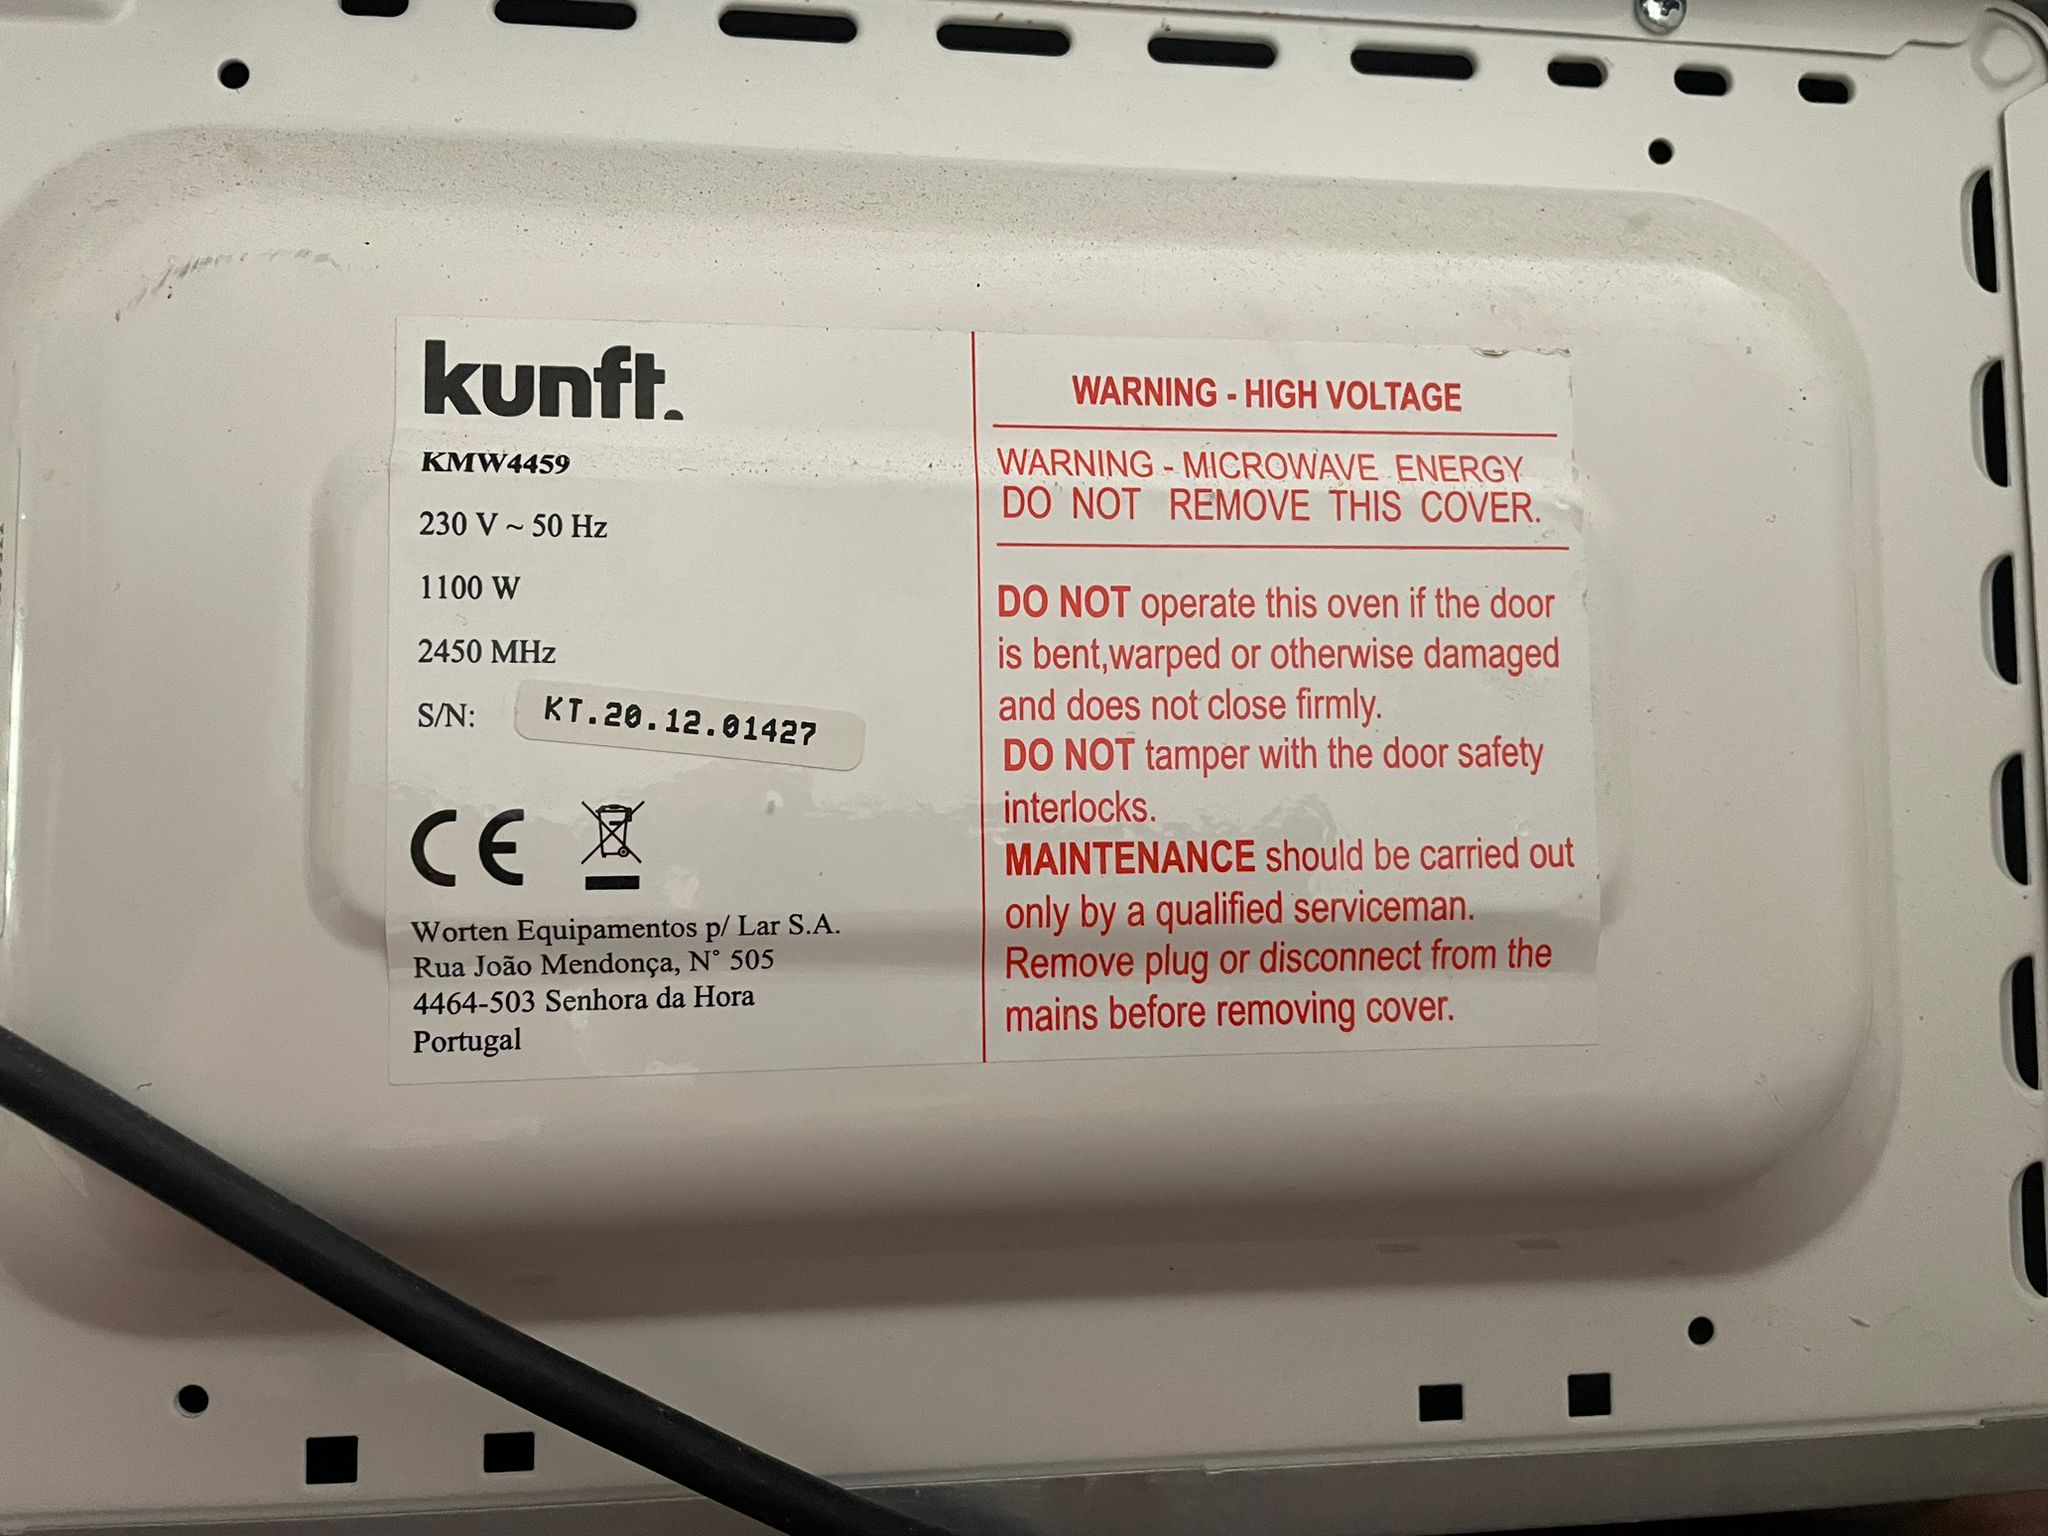 kunft.
KMW4459
230 V ~ 50 Hz
1100 W
2450 MHz
S/N: KT.20.12.01427
CE
Worten Equipamentos p/ Lar S.A.
Rua João Mendonça, N° 505
4464-503 Senhora da Hora
Portugal
WARNING - HIGH VOLTAGE
WARNING - MICROWAVE ENERGY
DO NOT REMOVE THIS COVER.
DO NOT operate this oven if the door
is bent,warped or otherwise damaged
and does not close firmly.
DO NOT tamper with the door safety
interlocks.
MAINTENANCE should be carried out
only by a qualified serviceman.
Remove plug or disconnect from the
mains before removing cover.